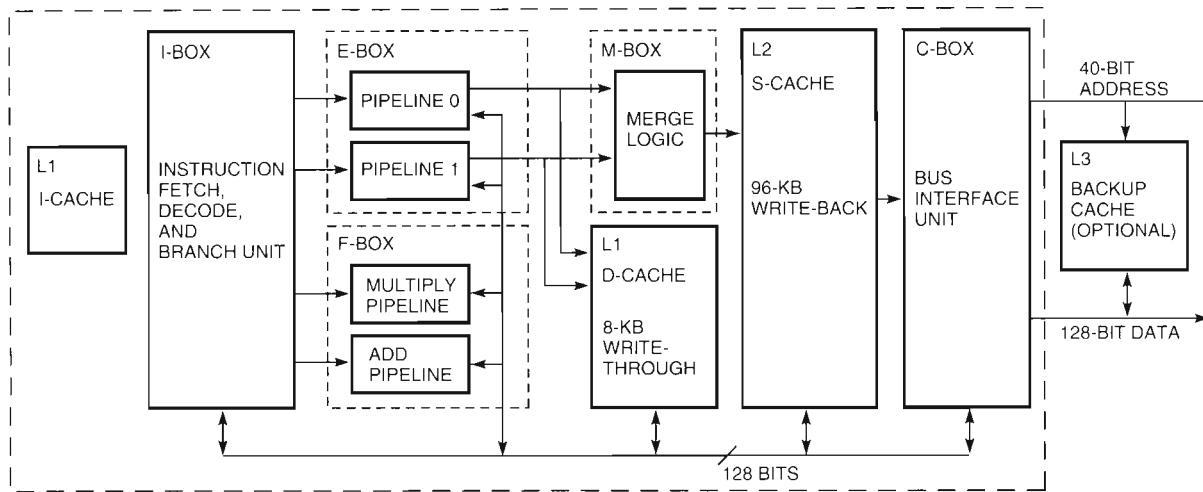 I-BOX
INSTRUCTION
FETCH,
DECODE,
AND
BRANCH UNIT
L1
I-CACHE
E-BOX
PIPELINE 0
PIPELINE 1
F-BOX
MULTIPLY
PIPELINE
ADD
PIPELINE
M-BOX
MERGE
LOGIC
L1
D-CACHE
8-KB
WRITE-
THROUGH
L2
S-CACHE
96-KB
WRITE-BACK
C-BOX
BUS
INTERFACE
UNIT
40-BIT
ADDRESS
L3
BACKUP
CACHE
(OPTIONAL)
128-BIT DATA
128 BITS